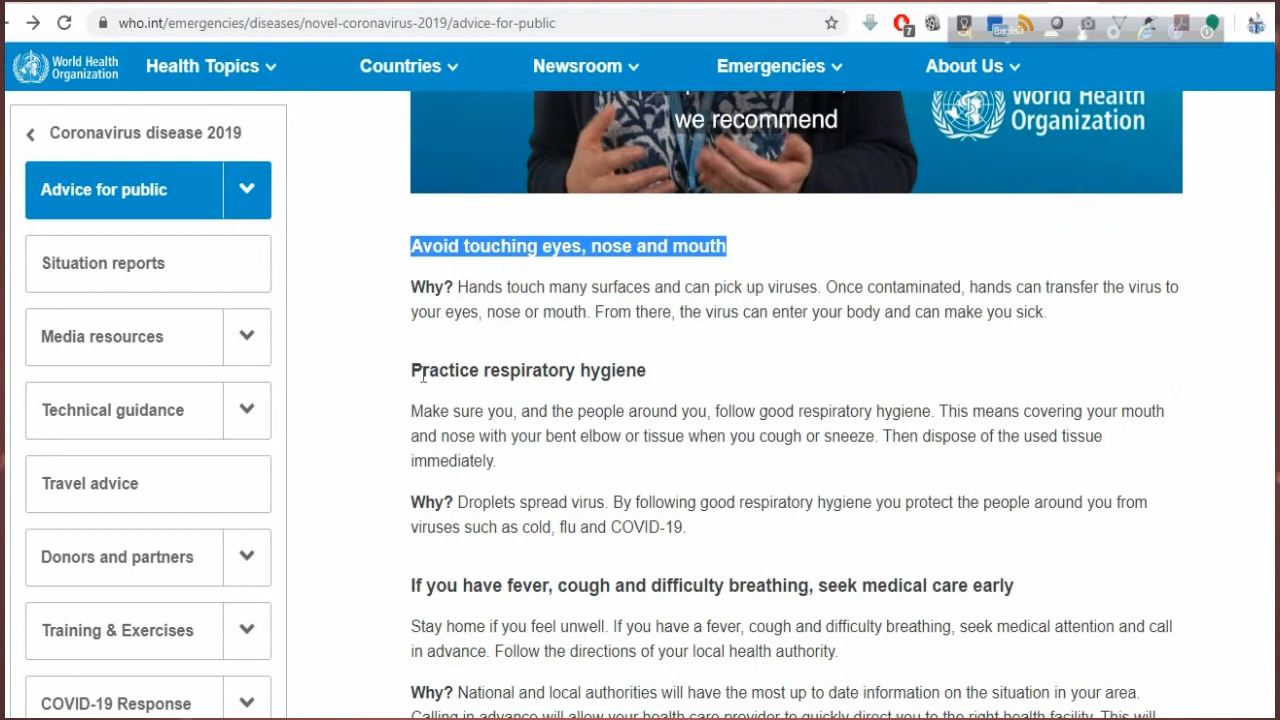 who.int/emergencies/diseases/novel-coronavirus-2019/advice-for-public
7
English
1
World Health
Organization
Health Topics
Countries
Newsroom
Emergencies
About Us
we recommend
World Health
Organization
Coronavirus disease 2019
Advice for public
Situation reports
Media resources
Technical guidance
Travel advice
Donors and partners
Training & Exercises
COVID-19 Response
Avoid touching eyes, nose and mouth
Why? Hands touch many surfaces and can pick up viruses. Once contaminated, hands can transfer the virus to
your eyes, nose or mouth. From there, the virus can enter your body and can make you sick.
Practice respiratory hygiene
Make sure you, and the people around you, follow good respiratory hygiene. This means covering your mouth
and nose with your bent elbow or tissue when you cough or sneeze. Then dispose of the used tissue
immediately.
Why? Droplets spread virus. By following good respiratory hygiene you protect the people around you from
viruses such as cold, flu and COVID-19.
If you have fever, cough and difficulty breathing, seek medical care early
Stay home if you feel unwell. If you have a fever, cough and difficulty breathing, seek medical attention and call
in advance. Follow the directions of your local health authority.
Why? National and local authorities will have the most up to date information on the situation in your area.
Calling in advance will allow your health care provider to quickly direct you to the right health facility. This will